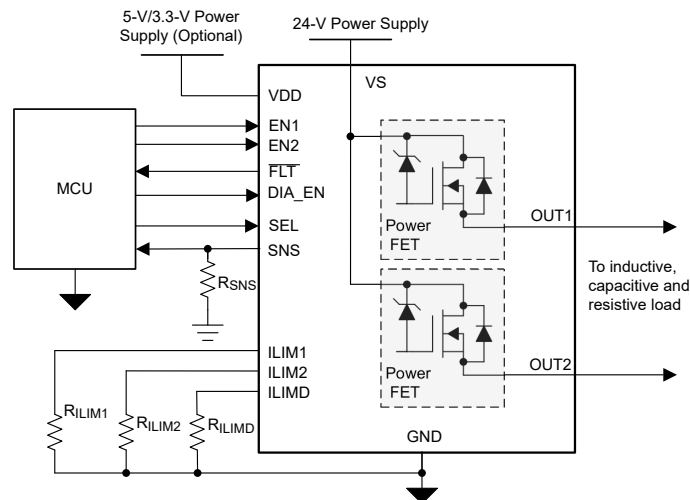 5-V/3.3-V Power
Supply (Optional)
24-V Power Supply
VS
VDD
EN1
EN2
FLT
DIA_EN
SEL
SNS
MCU
RSNS
Power
FET
OUT1
To inductive,
capacitive and
resistive load
Power
FET
OUT2
ILIM1
ILIM2
ILIMD
RILIM1
RILIM2
RILIMD
GND